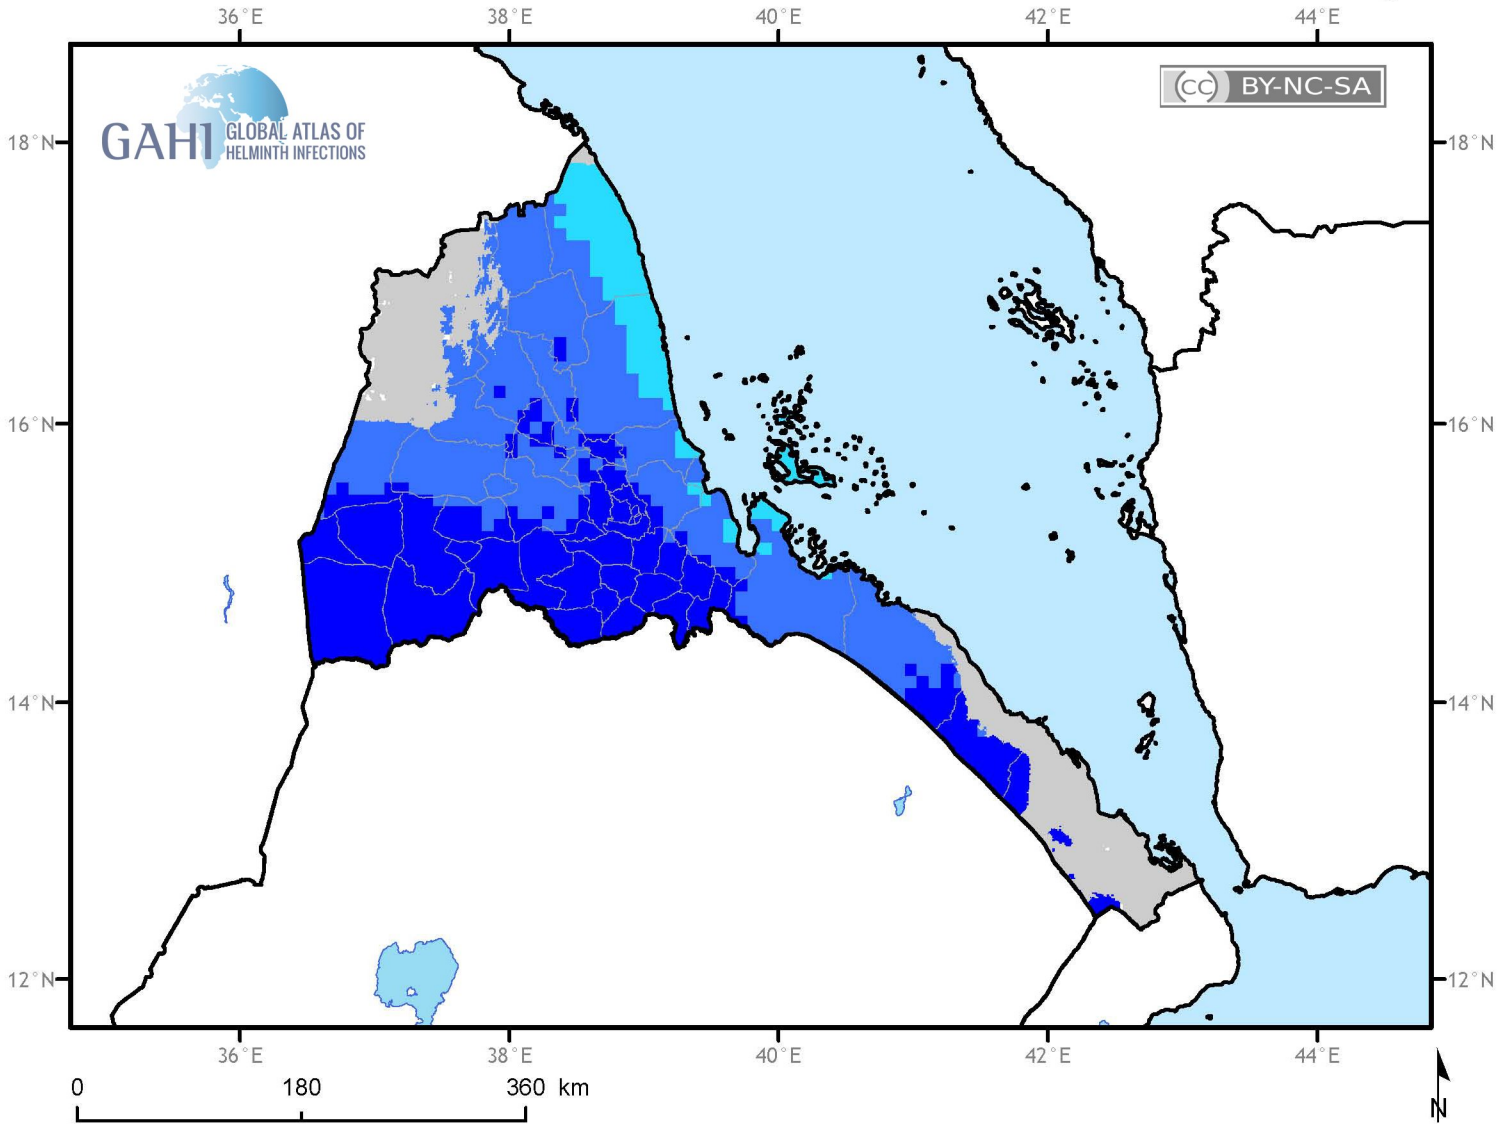 36°E 38°E 40°E 42°E 44°E
GAHI GLOBAL ATLAS OF
HELMINTH INFECTIONS
(cc) BY-NC-SA
18°N 18°N
16°N 16°N
14°N 14°N
12°N 12°N
36°E 38°E 40°E 42°E 44°E
0 180 360 km
N